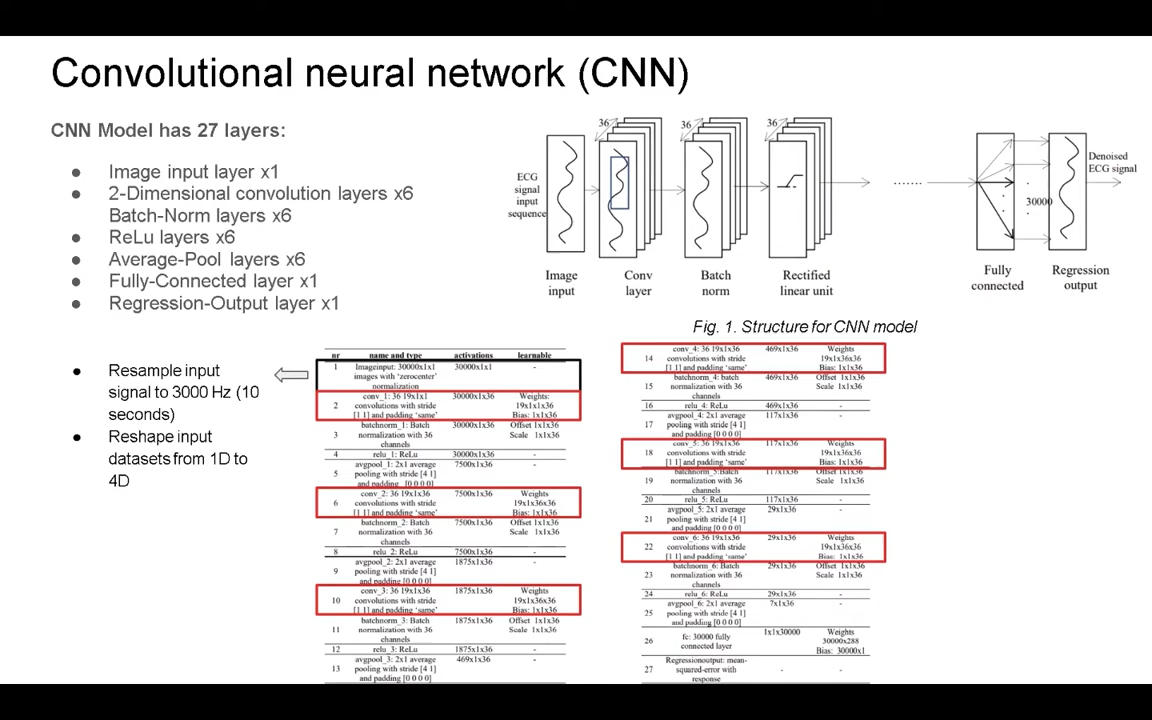 Convolutional neural network (CNN)
CNN Model has 27 layers:
● Image input layer x1
● 2-Dimensional convolution layers x6
Batch-Norm layers x6
● ReLu layers x6
● Average-Pool layers x6
● Fully-Connected layer x1
● Regression-Output layer x1
36
36
36
ECG
signal
input
sequence
.......
30000
Denoised
ECG signal
Image
input
Conv
layer
Batch
norm
Rectified
linear unit
Fully
connected
Regression
output
Fig. 1. Structure for CNN model
● Resample input
signal to 3000 Hz (10
seconds)
● Reshape input
datasets from 1D to
4D
nr name and type activations learnable
1 Imageinput: 30000x1x1 30000x1x1 -
images with 'zerocenter'
normalization
2 conv_1: 36 19x1x1 30000x1x36 Weights:
convolutions with stride 19x1x1x36
[1 1] and padding 'same' Bias: 1x1x36
3 batchnorm_1: Batch 30000x1x36 Offset 1x1x36
normalization with 36 Scale 1x1x36
channels
4 relu_1: ReLu 30000x1x36 -
5 avgpool_1: 2x1 average 7500x1x36 -
pooling with stride [4 1]
and padding [0 0 0 0]
6 conv_2: 36 19x1x36 7500x1x36 Weights
convolutions with stride 19x1x36x36
[1 1] and padding 'same' Bias: 1x1x36
7 batchnorm_2: Batch 7500x1x36 Offset 1x1x36
normalization with 36 Scale 1x1x36
channels
8 relu_2: ReLu 7500x1x36 -
9 avgpool_2: 2x1 average 1875x1x36 -
pooling with stride [4 1]
and padding [0 0 0 0]
10 conv_3: 36 19x1x36 1875x1x36 Weights
convolutions with stride 19x1x36x36
[1 1] and padding 'same' Bias: 1x1x36
11 batchnorm_3: Batch 1875x1x36 Offset 1x1x36
normalization with 36 Scale 1x1x36
channels
12 relu_3: ReLu 1875x1x36 -
13 avgpool_3: 2x1 average 469x1x36 -
pooling with stride [4 1]
and padding [0 0 0 0]
14 conv_4: 36 19x1x36 469x1x36 Weights
convolutions with stride 19x1x36x36
[1 1] and padding 'same' Bias: 1x1x36
15 batchnorm_4: batch 469x1x36 Offset 1x1x36
normalization with 36 Scale 1x1x36
channels
16 relu_4: ReLu 469x1x36 -
17 avgpool_4: 2x1 average 117x1x36 -
pooling with stride [4 1]
and padding [0 0 0 0]
18 conv_5: 36 19x1x36 117x1x36 Weights
convolutions with stride 19x1x36x36
[1 1] and padding 'same' Bias: 1x1x36
19 batchnorm_5: Batch 117x1x36 Offset 1x1x36
normalization with 36 Scale 1x1x36
channels
20 relu_5: ReLu 117x1x36 -
21 avgpool_5: 2x1 average 29x1x36 -
pooling with stride [4 1]
and padding [0 0 0 0]
22 conv_6: 36 19x1x36 29x1x36 Weights
convolutions with stride 19x1x36x36
[1 1] and padding 'same' Bias: 1x1x36
23 batchnorm_6: Batch 29x1x36 Offset 1x1x36
normalization with 36 Scale 1x1x36
channels
24 relu_6: ReLu 29x1x36 -
25 avgpool_6: 2x1 average 7x1x36 -
pooling with stride [4 1]
and padding [0 0 0 0]
26 fc: 30000 fully 1x1x30000 Weights
connected layer 30000x288
Bias: 30000x1
27 Regressionoutput: mean- - -
squared-error with
response